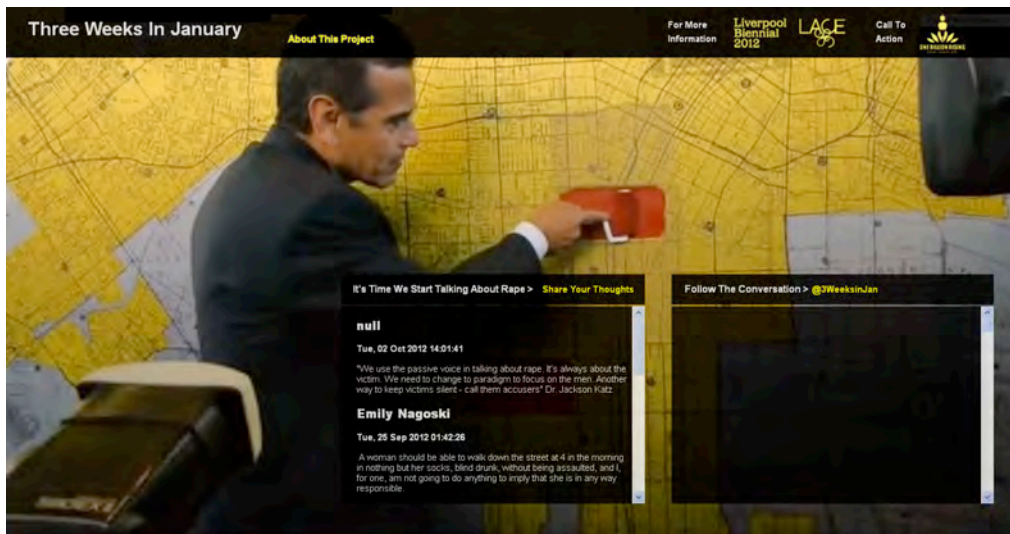 Three Weeks In January
About This Project
For More
Information
Liverpool
Biennial
2012
LACE
Call To
Action
ONE BILLION RISING
It's Time We Start Talking About Rape > Share Your Thoughts
null
Tue, 02 Oct 2012 14:01:41
"We use the passive voice in talking about rape. It's always about the
victim. We need to change to paradigm to focus on the men. Another
way to keep victims silent - call them accusers" Dr. Jackson Katz
Emily Nagoski
Tue, 25 Sep 2012 01:42:26
A woman should be able to walk down the street at 4 in the morning
in nothing but her socks, blind drunk, without being assaulted, and I,
for one, am not going to do anything to imply that she is in any way
responsible.
Follow The Conversation > @3WeeksinJan